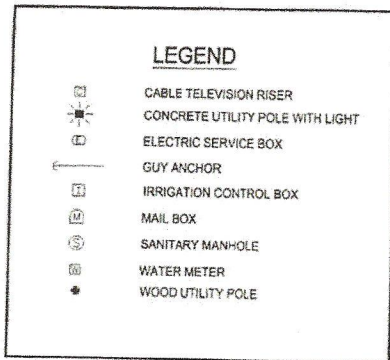 LEGEND
C CABLE TELEVISION RISER
CONCRETE UTILITY POLE WITH LIGHT
E ELECTRIC SERVICE BOX
GUY ANCHOR
I IRRIGATION CONTROL BOX
M MAIL BOX
S SANITARY MANHOLE
W WATER METER
WOOD UTILITY POLE